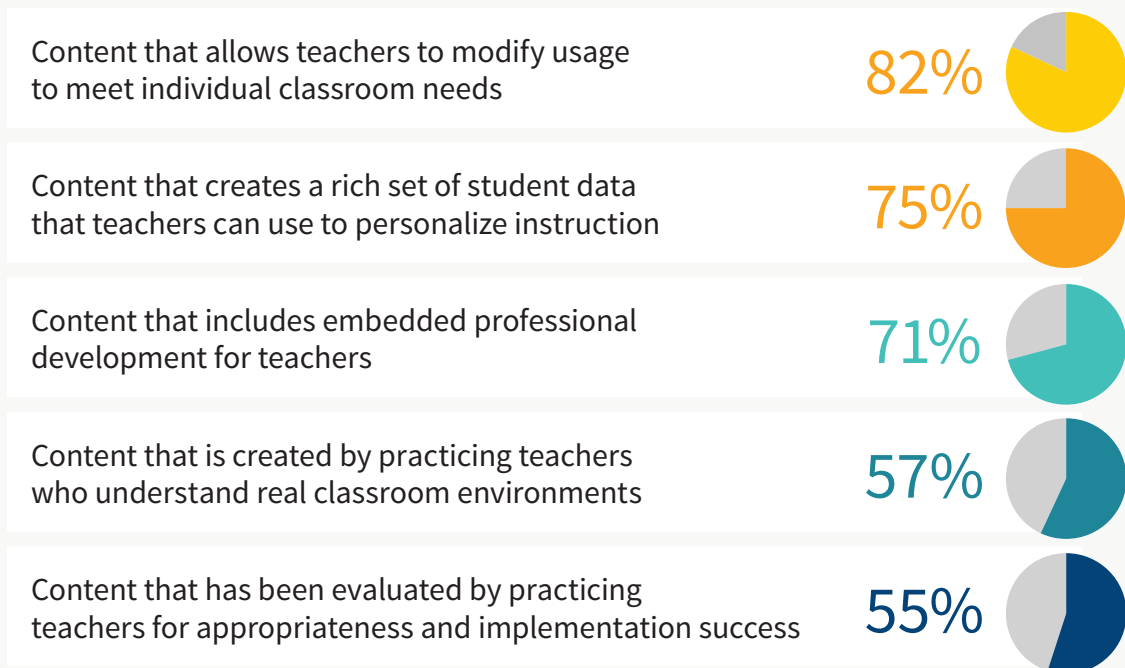 Content that allows teachers to modify usage
to meet individual classroom needs
82%
Content that creates a rich set of student data
that teachers can use to personalize instruction
75%
Content that includes embedded professional
development for teachers
71%
Content that is created by practicing teachers
who understand real classroom environments
57%
Content that has been evaluated by practicing
teachers for appropriateness and implementation success
55%